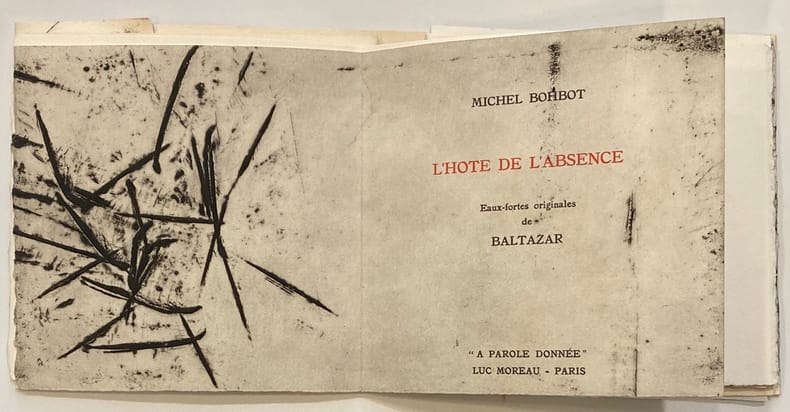 MICHEL BOHBOT
L'HOTE DE L'ABSENCE
Eaux-fortes originales
de
BALTAZAR
"A PAROLE DONNÉE"
LUC MOREAU - PARIS